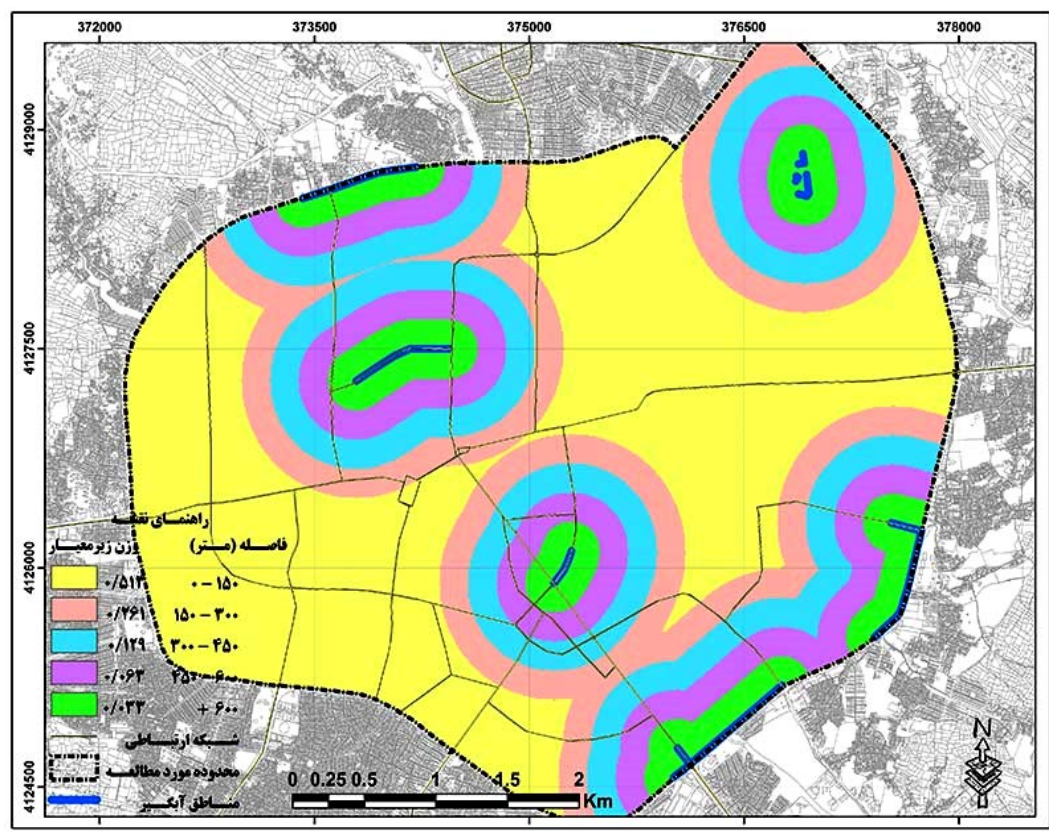 372000 373500 375000 376500 378000
4129000
4127500
4126000
4124500
راهنمای نقشه
فاصله (متر) وزن زیرمعیار
۰-۱۵۰ ۰/۵۱۴
۱۵۰-۳۰۰ ۰/۲۶۱
۳۰۰-۴۵۰ ۰/۱۲۹
۴۵۰-۶۰۰ ۰/۰۶۳
+۶۰۰ ۰/۰۳۳
شبکه ارتباطی
محدوده مورد مطالعه
مناطق آبگیر
0 0.25 0.5 1 1.5 2
Km
N